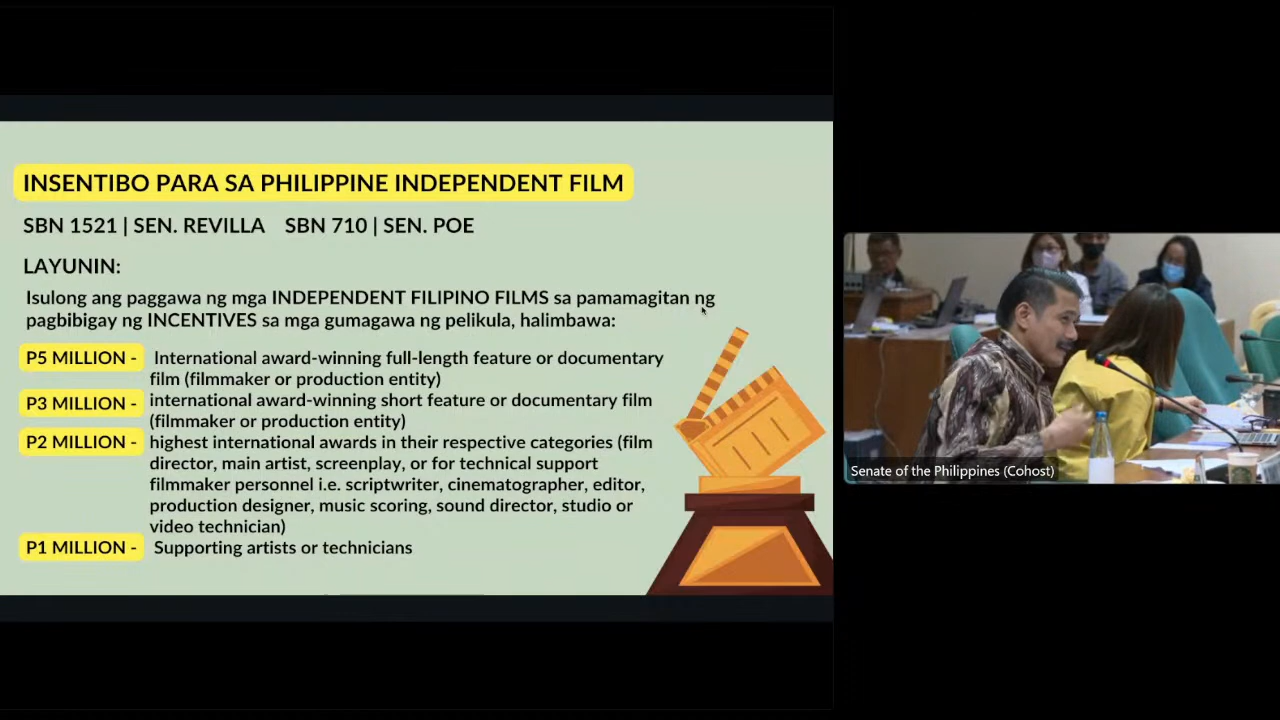 INSENTIBO PARA SA PHILIPPINE INDEPENDENT FILM
SBN 1521 | SEN. REVILLA SBN 710 | SEN. POE
LAYUNIN:
Isulong ang paggawa ng mga INDEPENDENT FILIPINO FILMS sa pamamagitan ng
pagbibigay ng INCENTIVES sa mga gumagawa ng pelikula, halimbawa:
P5 MILLION - International award-winning full-length feature or documentary
film (filmmaker or production entity)
P3 MILLION - international award-winning short feature or documentary film
(filmmaker or production entity)
P2 MILLION - highest international awards in their respective categories (film
director, main artist, screenplay, or for technical support
filmmaker personnel i.e. scriptwriter, cinematographer, editor,
production designer, music scoring, sound director, studio or
video technician)
P1 MILLION - Supporting artists or technicians
Senate of the Philippines (Cohost)